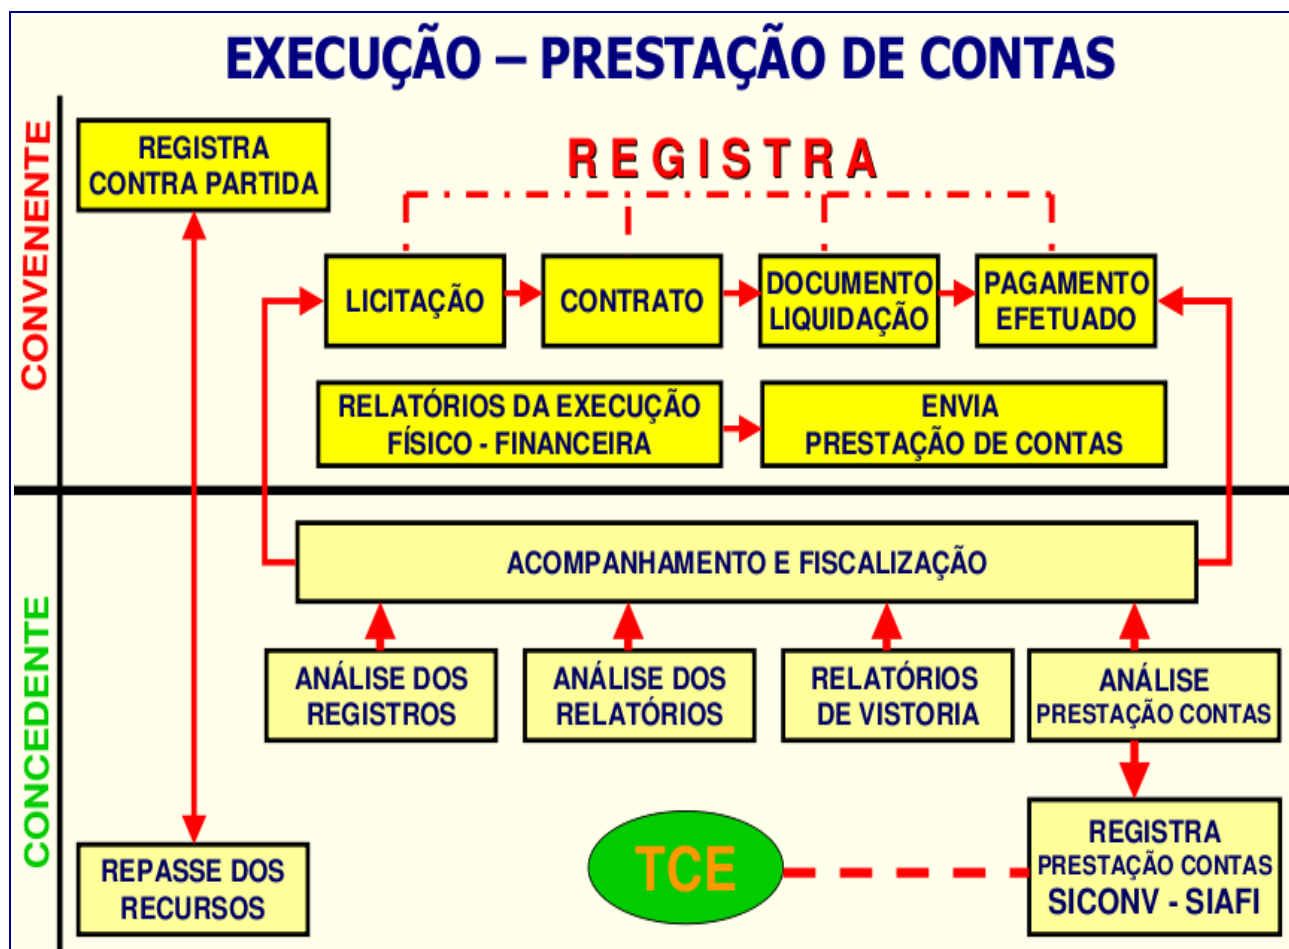 EXECUÇÃO – PRESTAÇÃO DE CONTAS
CONVENENTE
REGISTRA
CONTRA PARTIDA
REGISTRA
LICITAÇÃO
CONTRATO
DOCUMENTO
LIQUIDAÇÃO
PAGAMENTO
EFETUADO
RELATÓRIOS DA EXECUÇÃO
FÍSICO - FINANCEIRA
ENVIA
PRESTAÇÃO DE CONTAS
CONCEDENTE
ACOMPANHAMENTO E FISCALIZAÇÃO
ANÁLISE DOS
REGISTROS
ANÁLISE DOS
RELATÓRIOS
RELATÓRIOS
DE VISTORIA
ANÁLISE
PRESTAÇÃO CONTAS
REPASSE DOS
RECURSOS
TCE
REGISTRA
PRESTAÇÃO CONTAS
SICONV - SIAFI